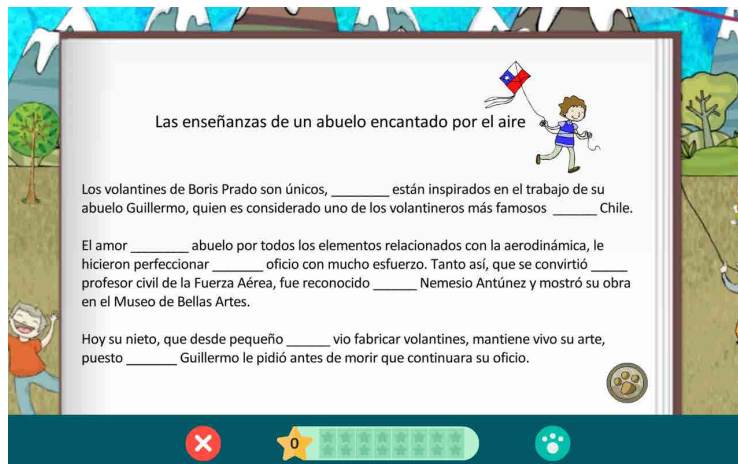 Las enseñanzas de un abuelo encantado por el aire
Los volantines de Boris Prado son únicos, ________ están inspirados en el trabajo de su
abuelo Guillermo, quien es considerado uno de los volantineros más famosos ______ Chile.
El amor ________ abuelo por todos los elementos relacionados con la aerodinámica, le
hicieron perfeccionar _______ oficio con mucho esfuerzo. Tanto así, que se convirtió _____
profesor civil de la Fuerza Aérea, fue reconocido ______ Nemesio Antúnez y mostró su obra
en el Museo de Bellas Artes.
Hoy su nieto, que desde pequeño ______ vio fabricar volantines, mantiene vivo su arte,
puesto _______ Guillermo le pidió antes de morir que continuara su oficio.
0